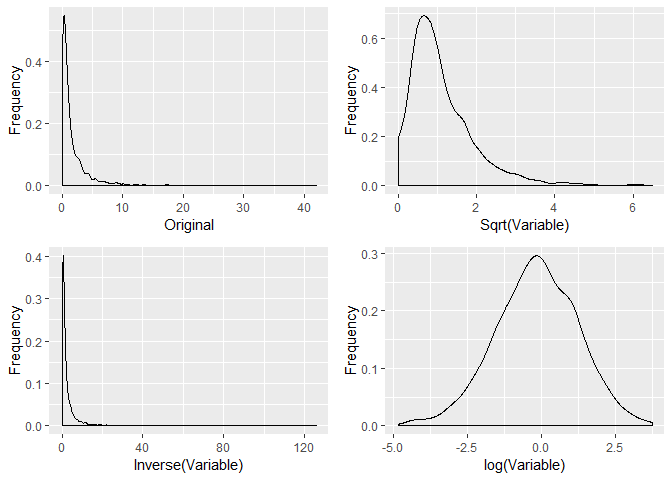 Frequency
0.4
0.2
0.0
0 10 20 30 40
Original
Frequency
0.6
0.4
0.2
0.0
0 2 4 6
Sqrt(Variable)
Frequency
0.4
0.3
0.2
0.1
0.0
0 40 80 120
Inverse(Variable)
Frequency
0.3
0.2
0.1
0.0
-5.0 -2.5 0.0 2.5
log(Variable)